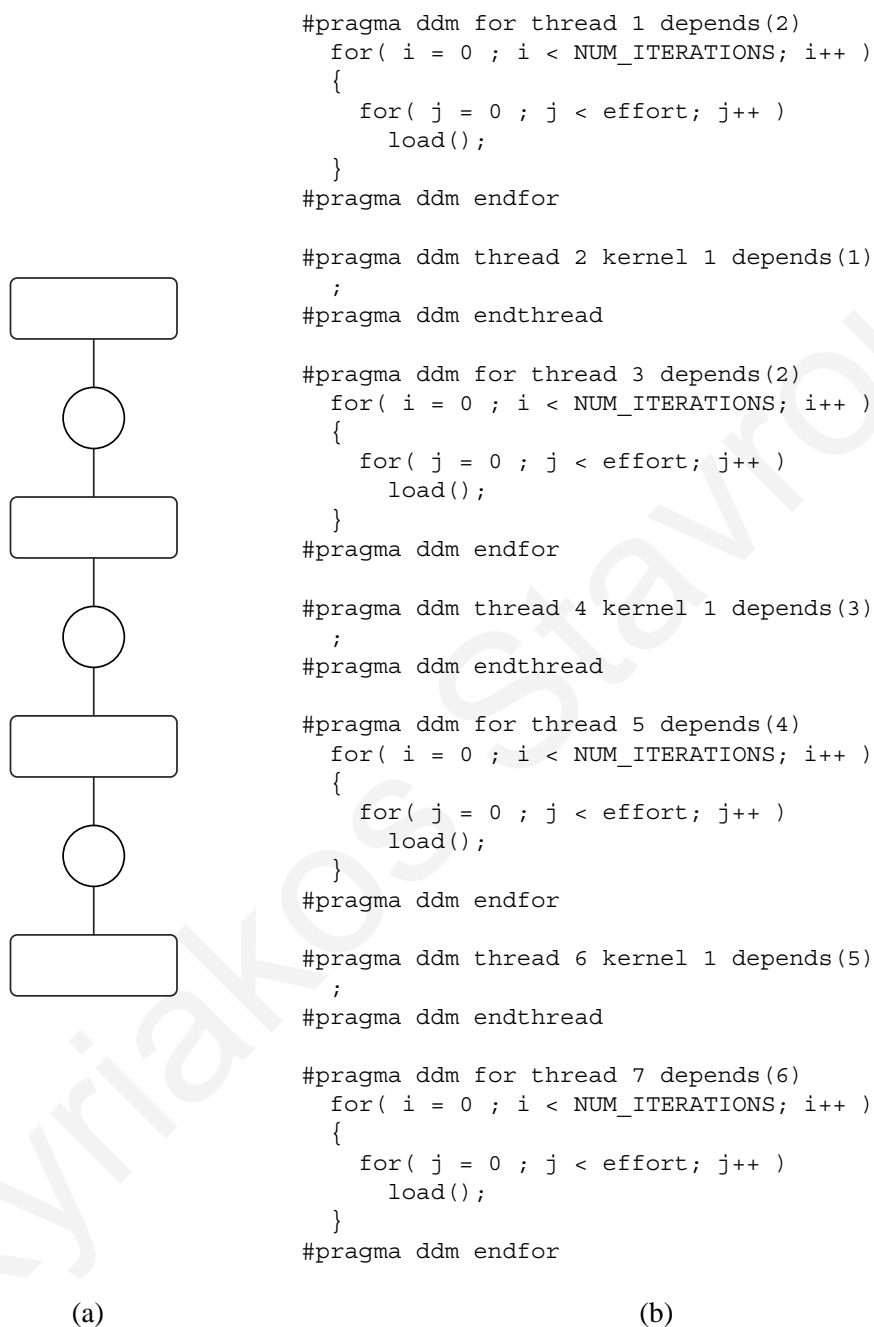 #pragma ddm for thread 1 depends(2)
for( i = 0 ; i < NUM_ITERATIONS; i++ )
{
for( j = 0 ; j < effort; j++ )
load();
}
#pragma ddm endfor
#pragma ddm thread 2 kernel 1 depends(1)
;
#pragma ddm endthread
#pragma ddm for thread 3 depends(2)
for( i = 0 ; i < NUM_ITERATIONS; i++ )
{
for( j = 0 ; j < effort; j++ )
load();
}
#pragma ddm endfor
#pragma ddm thread 4 kernel 1 depends(3)
;
#pragma ddm endthread
#pragma ddm for thread 5 depends(4)
for( i = 0 ; i < NUM_ITERATIONS; i++ )
{
for( j = 0 ; j < effort; j++ )
load();
}
#pragma ddm endfor
#pragma ddm thread 6 kernel 1 depends(5)
;
#pragma ddm endthread
#pragma ddm for thread 7 depends(6)
for( i = 0 ; i < NUM_ITERATIONS; i++ )
{
for( j = 0 ; j < effort; j++ )
load();
}
#pragma ddm endfor
(a) (b)